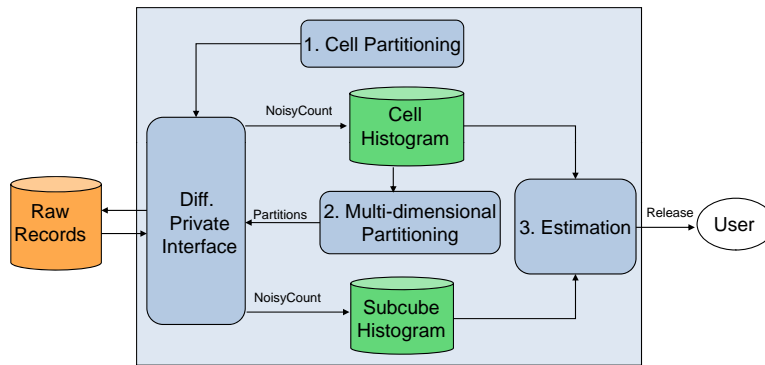 1. Cell Partitioning
NoisyCount
Cell
Histogram
Raw
Records
Diff.
Private
Interface
Partitions
2. Multi-dimensional
Partitioning
3. Estimation
Release
User
NoisyCount
Subcube
Histogram